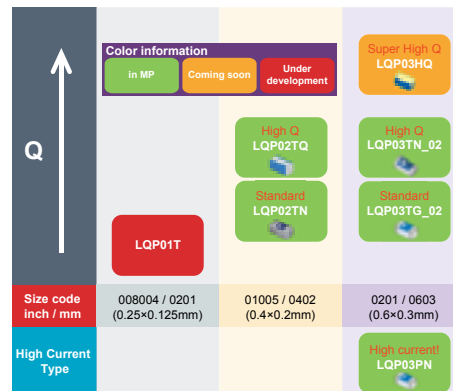 Color information
in MP
Coming soon
Under
development
Super High Q
LQP03HQ
Q
High Q
LQP02TQ
High Q
LQP03TN_02
Standard
LQP02TN
Standard
LQP03TG_02
LQP01T
Size code
inch / mm
008004 / 0201
(0.25×0.125mm)
01005 / 0402
(0.4×0.2mm)
0201 / 0603
(0.6×0.3mm)
High Current
Type
High current!
LQP03PN